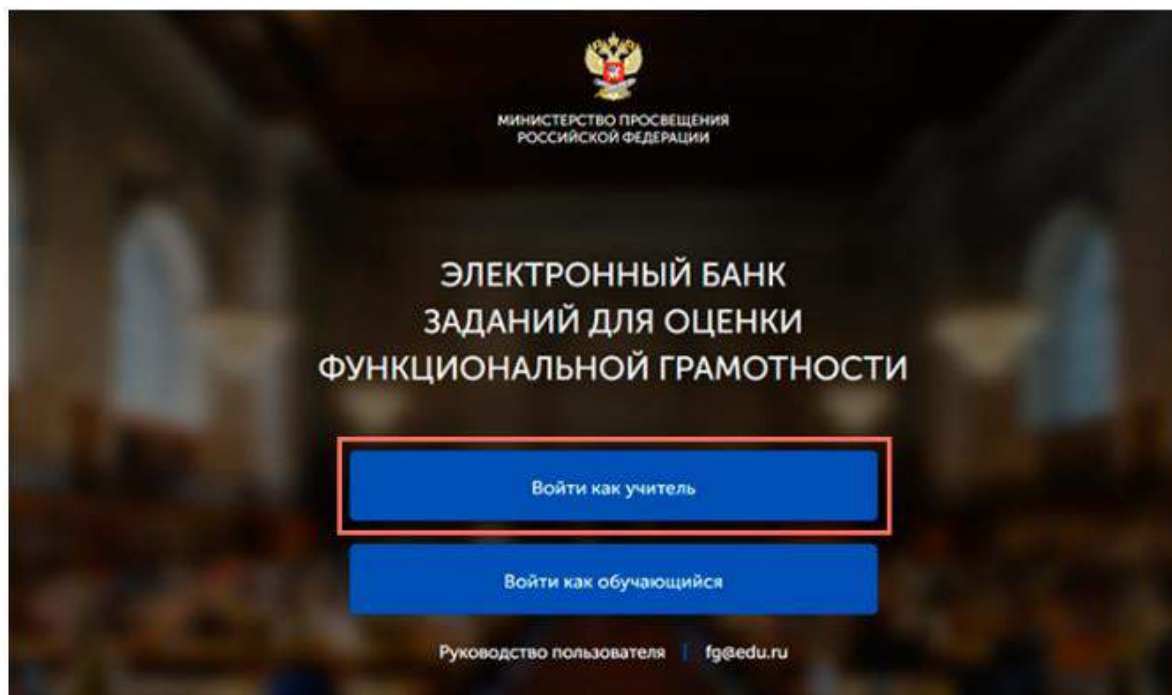 МИНИСТЕРСТВО ПРОСВЕЩЕНИЯ
РОССИЙСКОЙ ФЕДЕРАЦИИ
ЭЛЕКТРОННЫЙ БАНК
ЗАДАНИЙ ДЛЯ ОЦЕНКИ
ФУНКЦИОНАЛЬНОЙ ГРАМОТНОСТИ
Войти как учитель
Войти как обучающийся
Руководство пользователя | fg@edu.ru